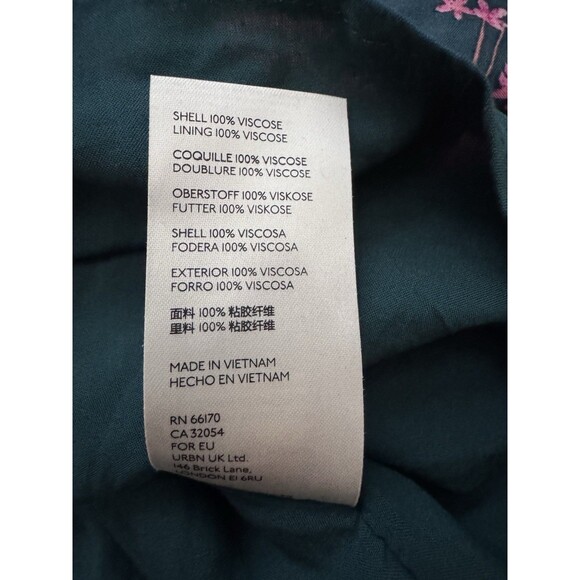 SHELL 100% VISCOSE
LINING 100% VISCOSE
COQUILLE 100% VISCOSE
DOUBLURE 100% VISCOSE
OBERSTOFF 100% VISKOSE
FUTTER 100% VISKOSE
SHELL 100% VISCOSA
FODERA 100% VISCOSA
EXTERIOR 100% VISCOSA
FORRO 100% VISCOSA
面料 100% 粘胶纤维
里料 100% 粘胶纤维
MADE IN VIETNAM
HECHO EN VIETNAM
RN 66170
CA 32054
FOR EU
URBN UK Ltd.
146 Brick Lane,
LONDON E1 6RU